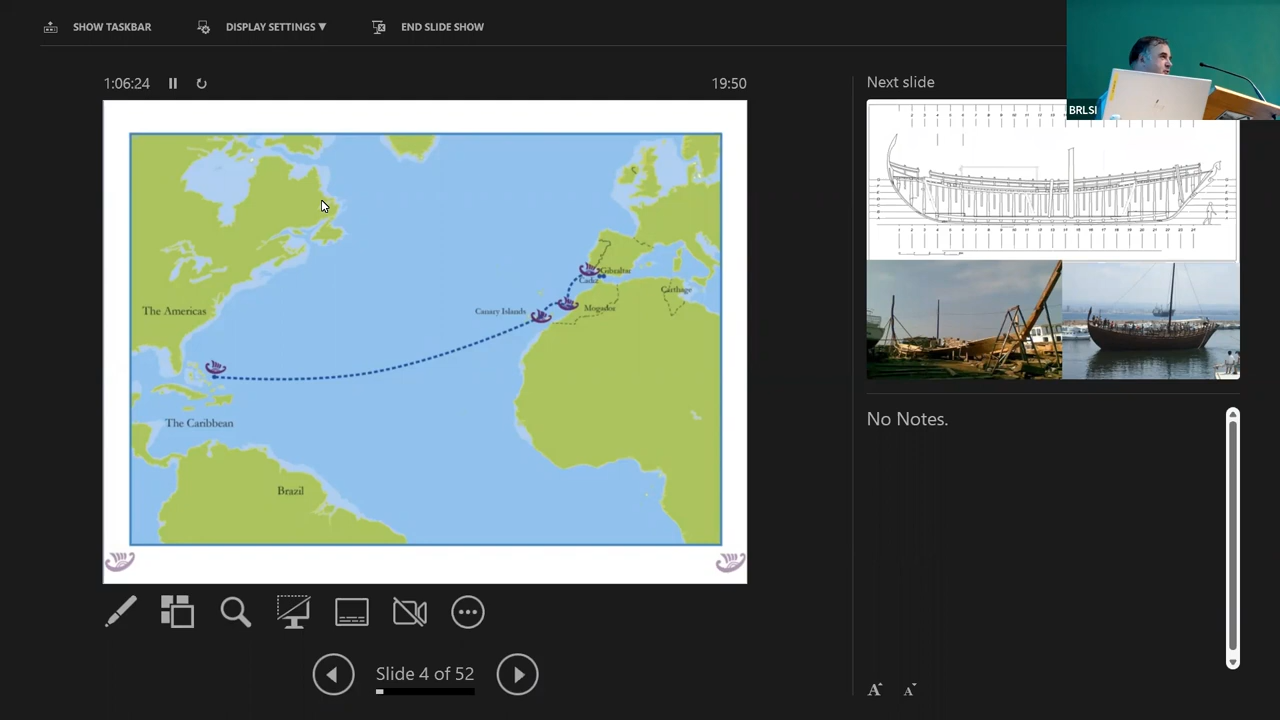 SHOW TASKBAR
DISPLAY SETTINGS ▼
END SLIDE SHOW
1:06:24
19:50
Next slide
BRLSI
Gibraltar
Cadiz
Carthage
Canary Islands
Mogador
The Americas
The Caribbean
Brazil
No Notes.
Slide 4 of 52
A
A